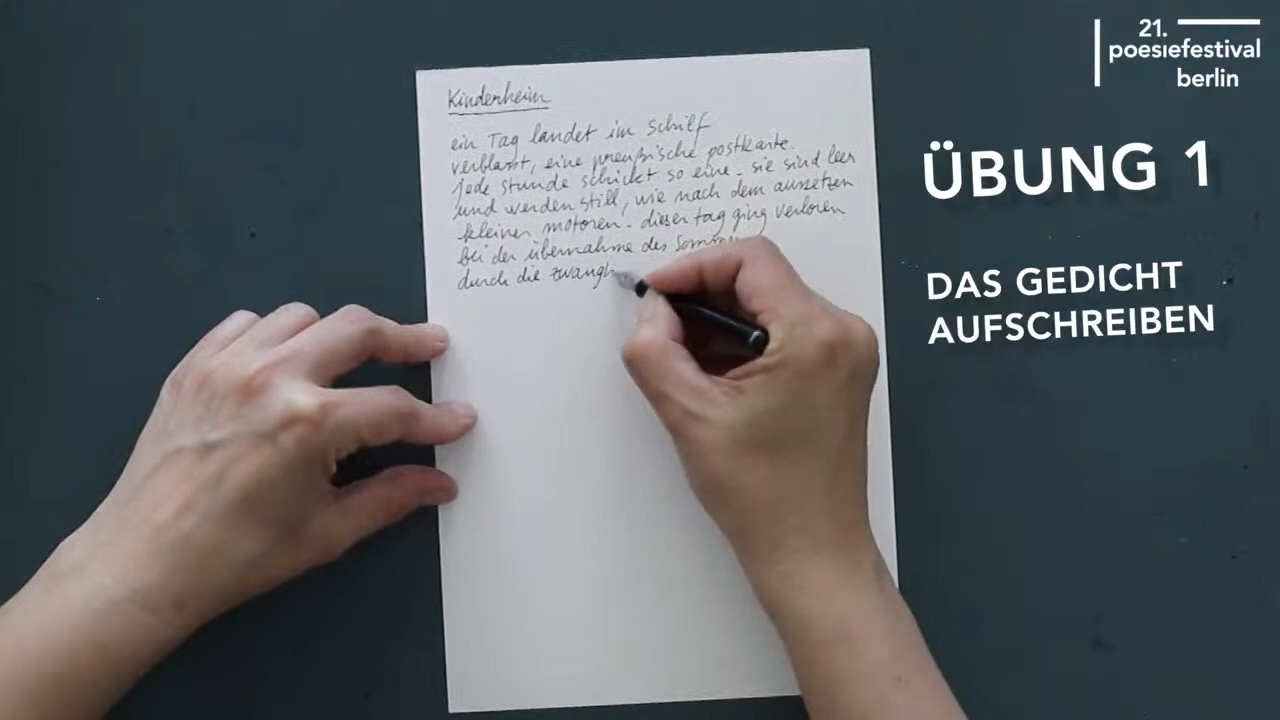 21.
poesiefestival
berlin
ÜBUNG 1
DAS GEDICHT
AUFSCHREIBEN
Kinderheim
ein Tag landet im Schilf
verblasst, eine preußische postkarte.
Jede stunde schickt so eine. sie sind leer
und werden still, wie nach dem aussetzen
kleiner motoren. dieser tag ging verloren
bei der übernahme des
durch die